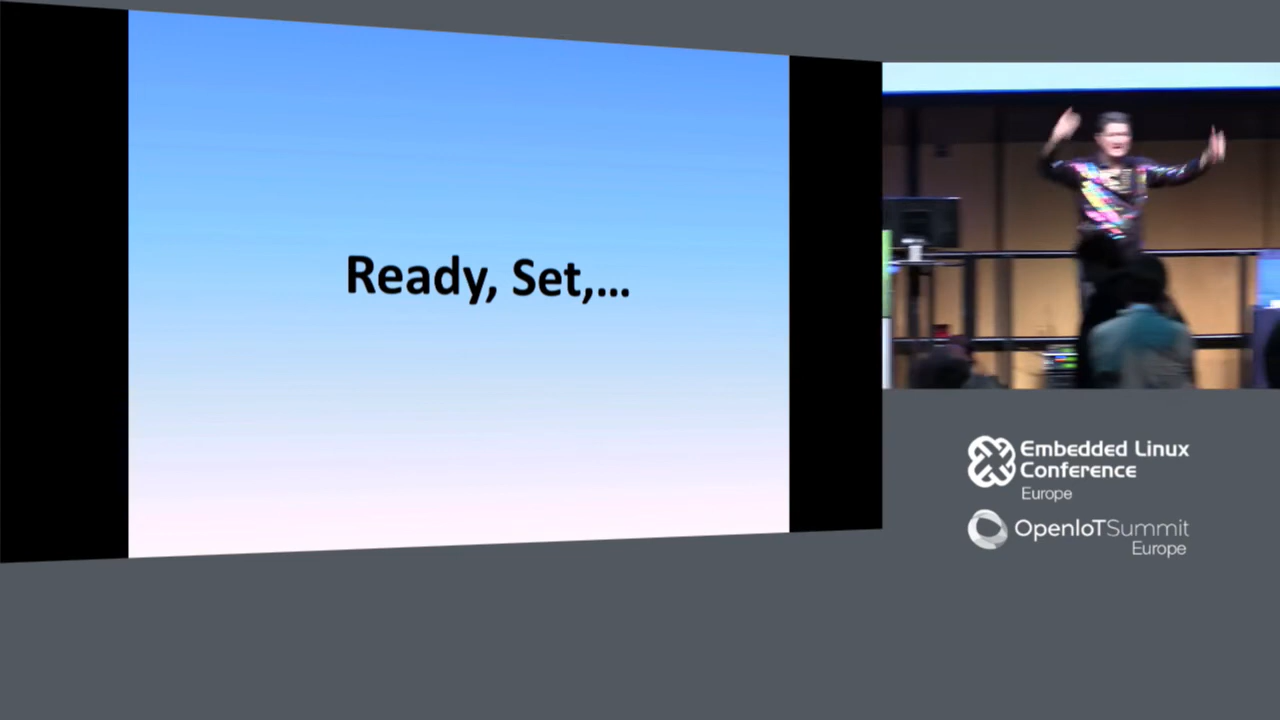 Ready, Set,...
Embedded Linux
Conference
Europe
OpenIoTSummit
Europe